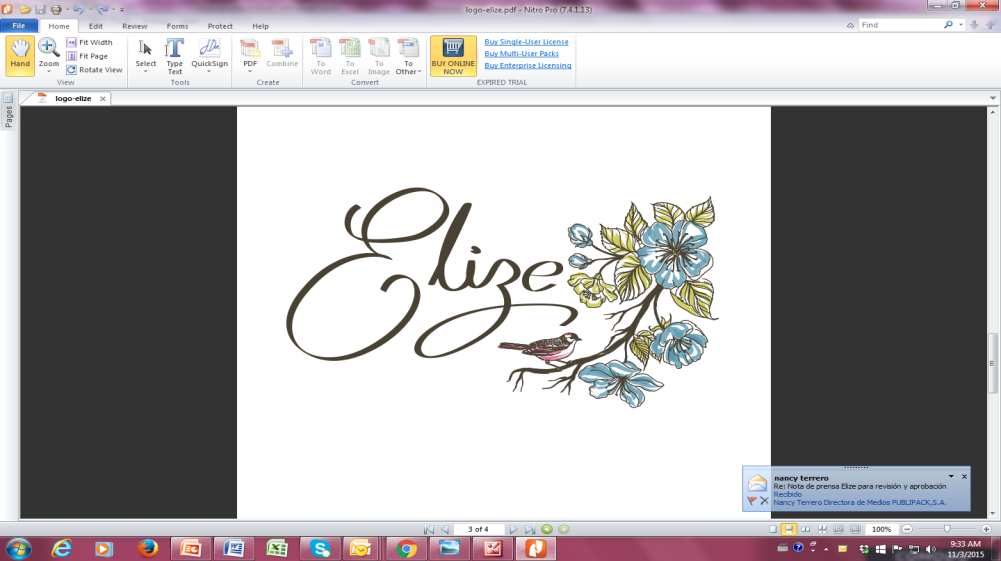 logo-elize.pdf - Nitro Pro (7.4.1.13)
File Home Edit Review Forms Protect Help Find
Hand
Zoom
Fit Width
Fit Page
Rotate View
View
Select
Type Text
QuickSign
Tools
PDF
Combine
Create
To Word
To Excel
To Image
To Other
Convert
BUY ONLINE NOW
Buy Single-User License
Buy Multi-User Packs
Buy Enterprise Licensing
EXPIRED TRIAL
logo-elize
Pages
Elize
nancy terrero
Re: Nota de prensa Elize para revisión y aprobación
Recibido
Nancy Terrero Directora de Medios PUBLIPACK,S.A.
3 of 4
100%
9:33 AM
11/3/2015